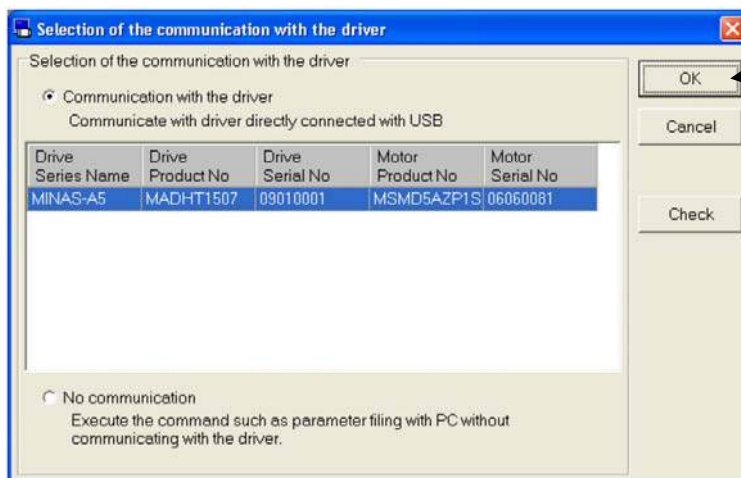 Selection of the communication with the driver
Selection of the communication with the driver
Communication with the driver
Communicate with driver directly connected with USB
Drive Series Name Drive Product No Drive Serial No Motor Product No Motor Serial No
MINAS-A5 MADHT1507 09010001 MSMD5AZP1S 06060081
No communication
Execute the command such as parameter filing with PC without
communicating with the driver.
OK
Cancel
Check